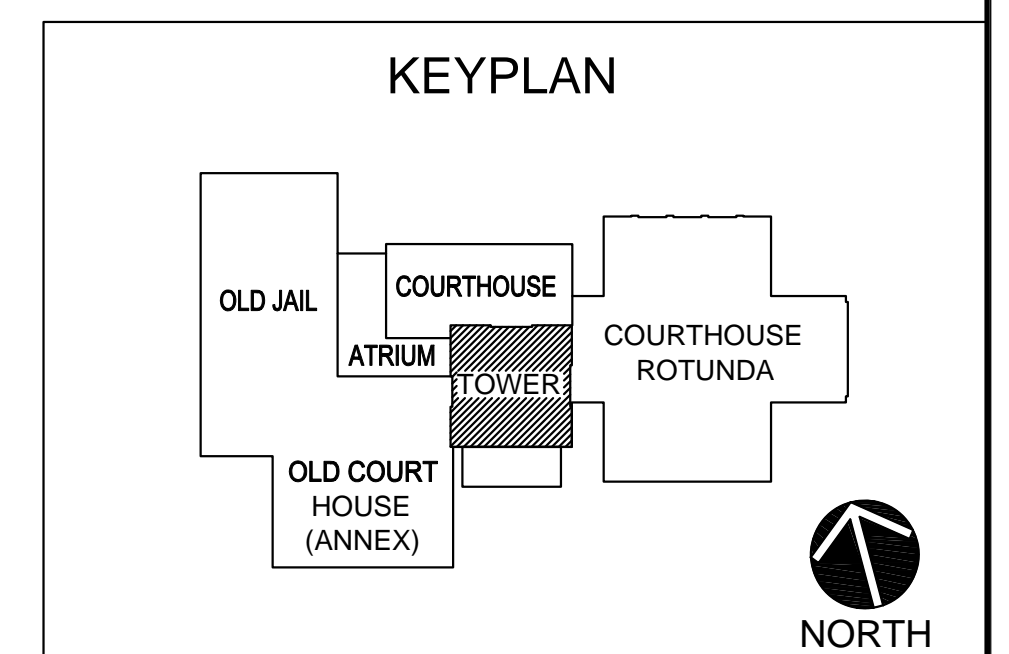 KEYPLAN
OLD JAIL
COURTHOUSE
ATRIUM
TOWER
COURTHOUSE
ROTUNDA
OLD COURT
HOUSE
(ANNEX)
NORTH